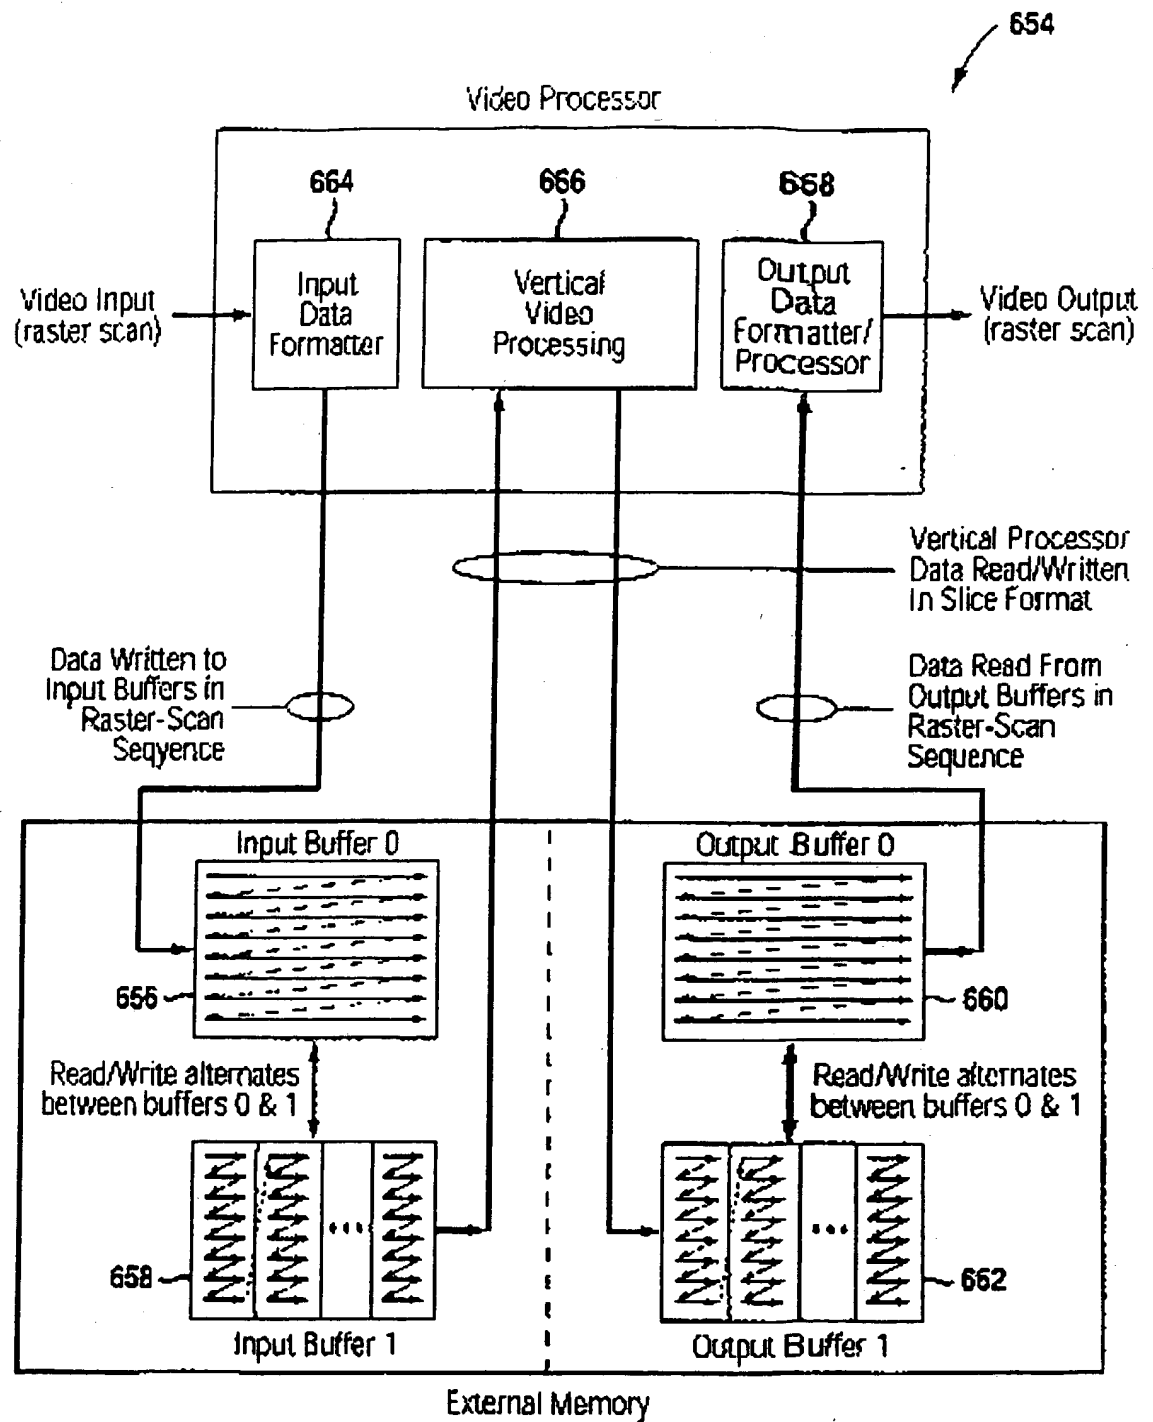 654
Video Processor
664
666
668
Input
Data
Formatter
Vertical
Video
Processing
Output
Data
Formatter/
Processor
Video Input
(raster scan)
Video Output
(raster scan)
Vertical Processor
Data Read/Written
In Slice Format
Data Written to
Input Buffers in
Raster-Scan
Seqyence
Data Read From
Output Buffers in
Raster-Scan
Sequence
Input Buffer 0
Output Buffer 0
656
660
Read/Write alternates
between buffers 0 & 1
Read/Write alternates
between buffers 0 & 1
658
662
Input Buffer 1
Output Buffer 1
External Memory